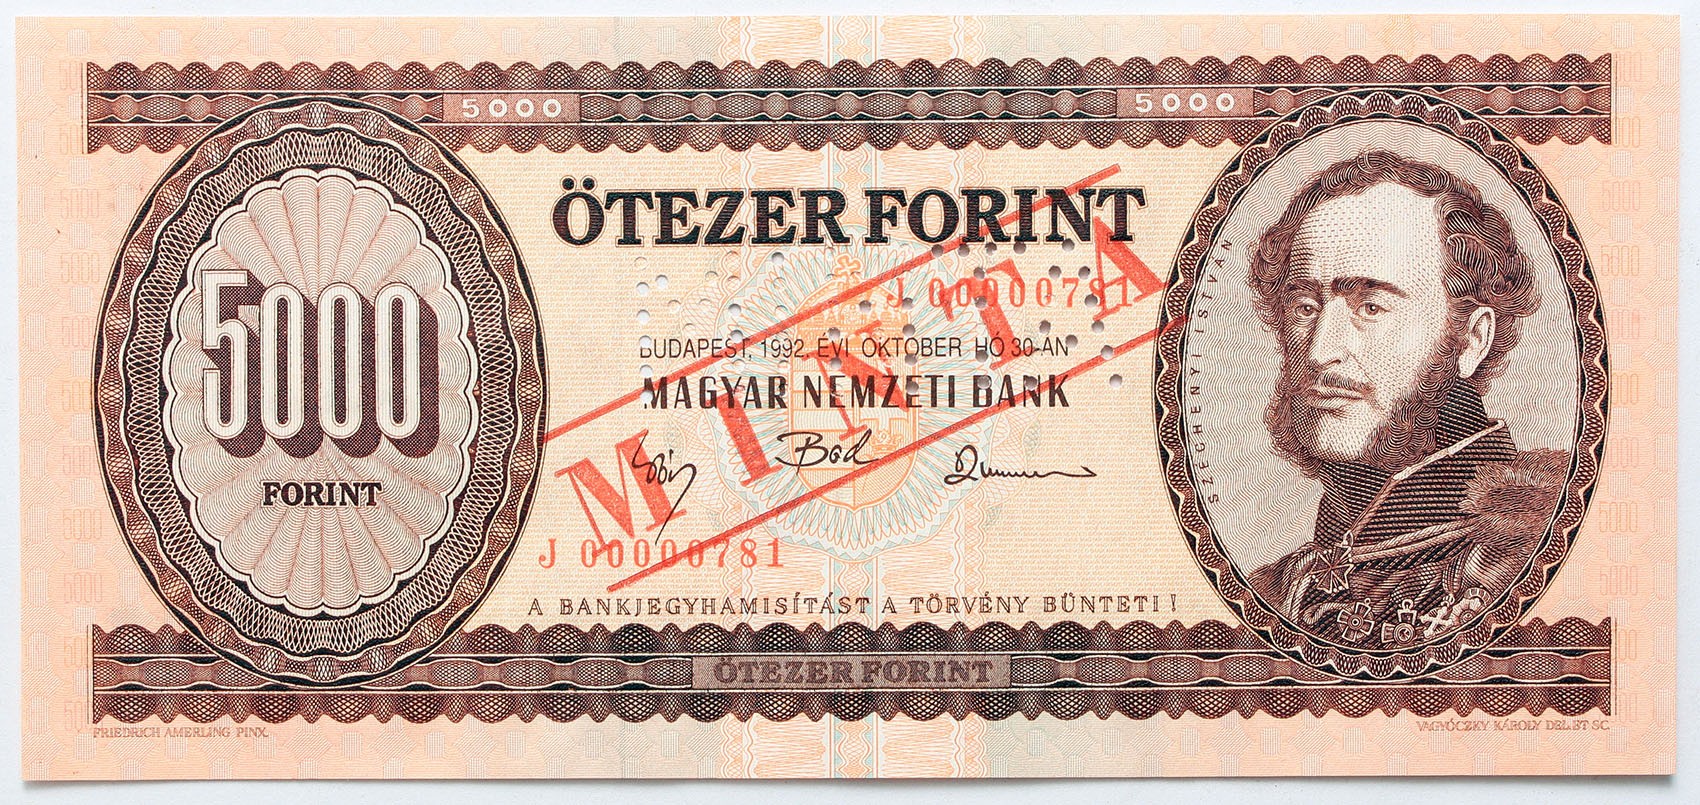 5000
5000
ÖTEZER FORINT
5000
FORINT
J 00000781
BUDAPEST, 1992. ÉVI OKTÓBER HÓ 30-ÁN
MAGYAR NEMZETI BANK
MINTA
J 00000781
A BANKJEGYHAMISÍTÁST A TÖRVÉNY BÜNTETI!
SZÉCHENYI ISTVÁN
ÖTEZER FORINT
FRIEDRICH AMERLING PINX.
VAGYÓCZKY KÁROLY DEL.ET SC.